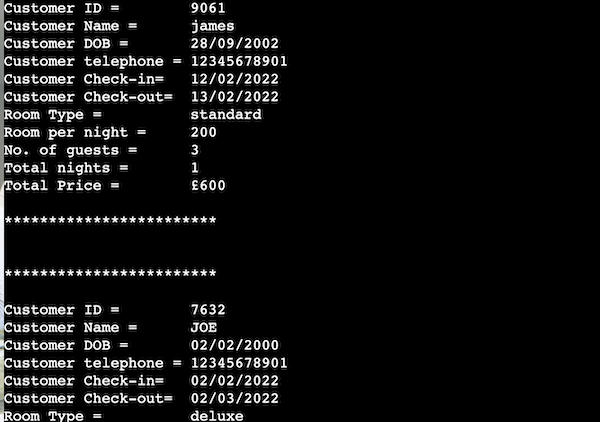 Customer ID =        9061
Customer Name =      james
Customer DOB =       28/09/2002
Customer telephone = 12345678901
Customer Check-in=   12/02/2022
Customer Check-out=  13/02/2022
Room Type =          standard
Room per night =     200
No. of guests =      3
Total nights =       1
Total Price =        £600
************************
************************
Customer ID =        7632
Customer Name =      JOE
Customer DOB =       02/02/2000
Customer telephone = 12345678901
Customer Check-in=   02/02/2022
Customer Check-out=  02/03/2022
Room Type =          deluxe